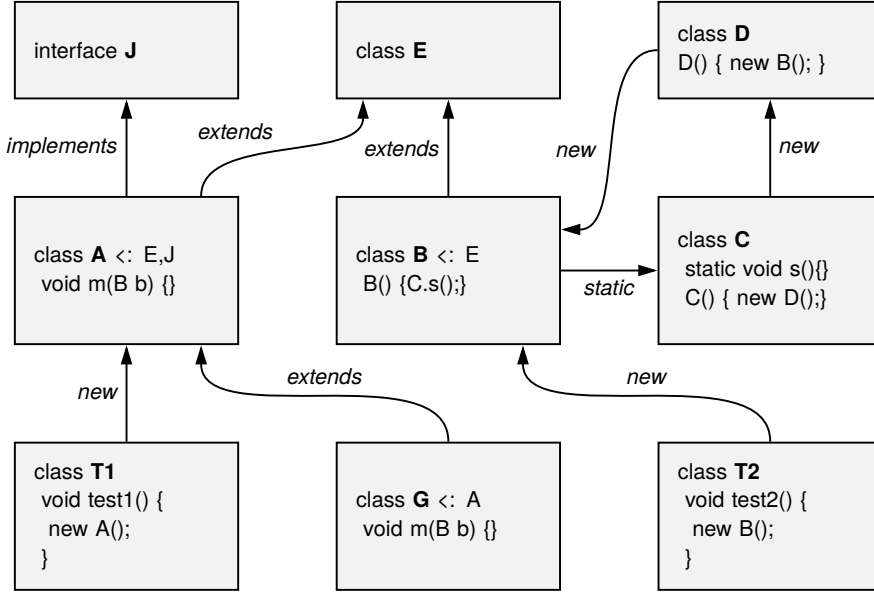 interface J
class E
class D
D() { new B(); }
implements
extends
extends
new
new
class A <: E,J
void m(B b) {}
class B <: E
B() {C.s();}
static
class C
static void s(){}
C() { new D();}
new
extends
new
class T1
void test1() {
new A();
}
class G <: A
void m(B b) {}
class T2
void test2() {
new B();
}